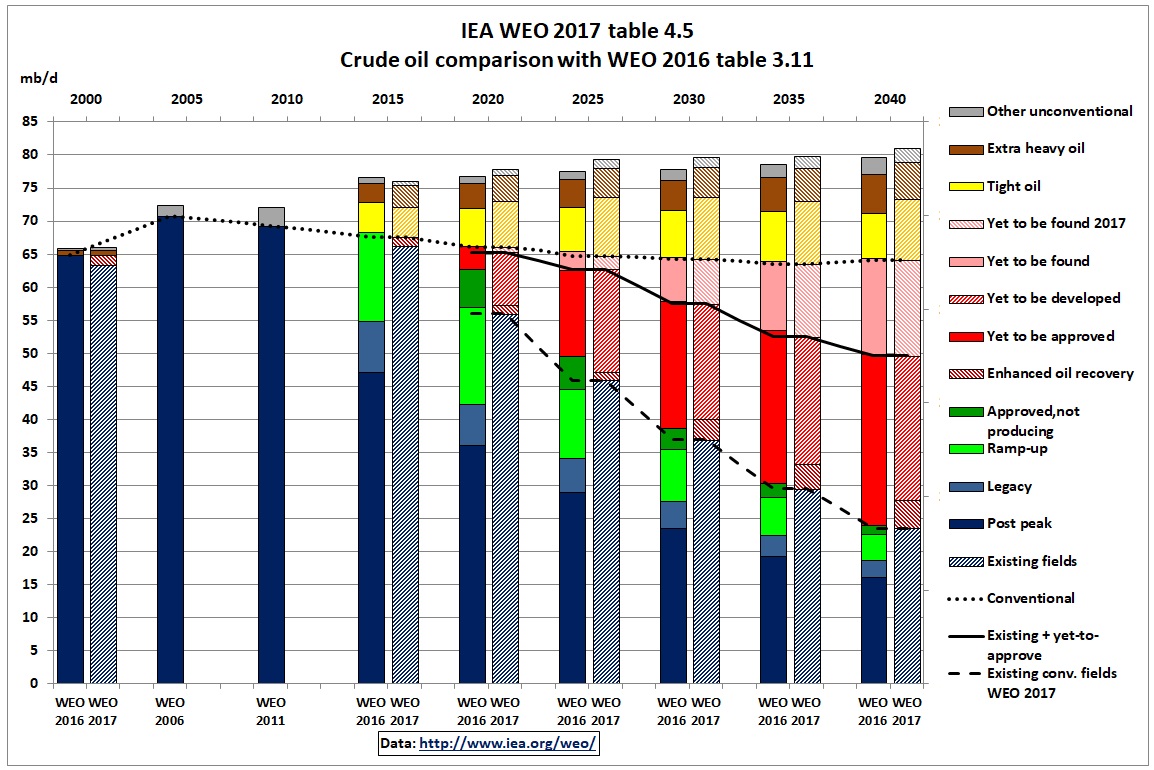 IEA WEO 2017 table 4.5
Crude oil comparison with WEO 2016 table 3.11
mb/d
2000 2005 2010 2015 2020 2025 2030 2035 2040
85
80
75
70
65
60
55
50
45
40
35
30
25
20
15
10
5
0
WEO WEO WEO WEO WEO WEO WEO WEO WEO WEO WEO WEO WEO WEO WEO WEO
2016 2017 2006 2011 2016 2017 2016 2017 2016 2017 2016 2017 2016 2017 2016 2017
Data: http://www.iea.org/weo/
Other unconventional
Extra heavy oil
Tight oil
Yet to be found 2017
Yet to be found
Yet to be developed
Yet to be approved
Enhanced oil recovery
Approved,not
producing
Ramp-up
Legacy
Post peak
Existing fields
Conventional
Existing + yet-to-
approve
Existing conv. fields
WEO 2017